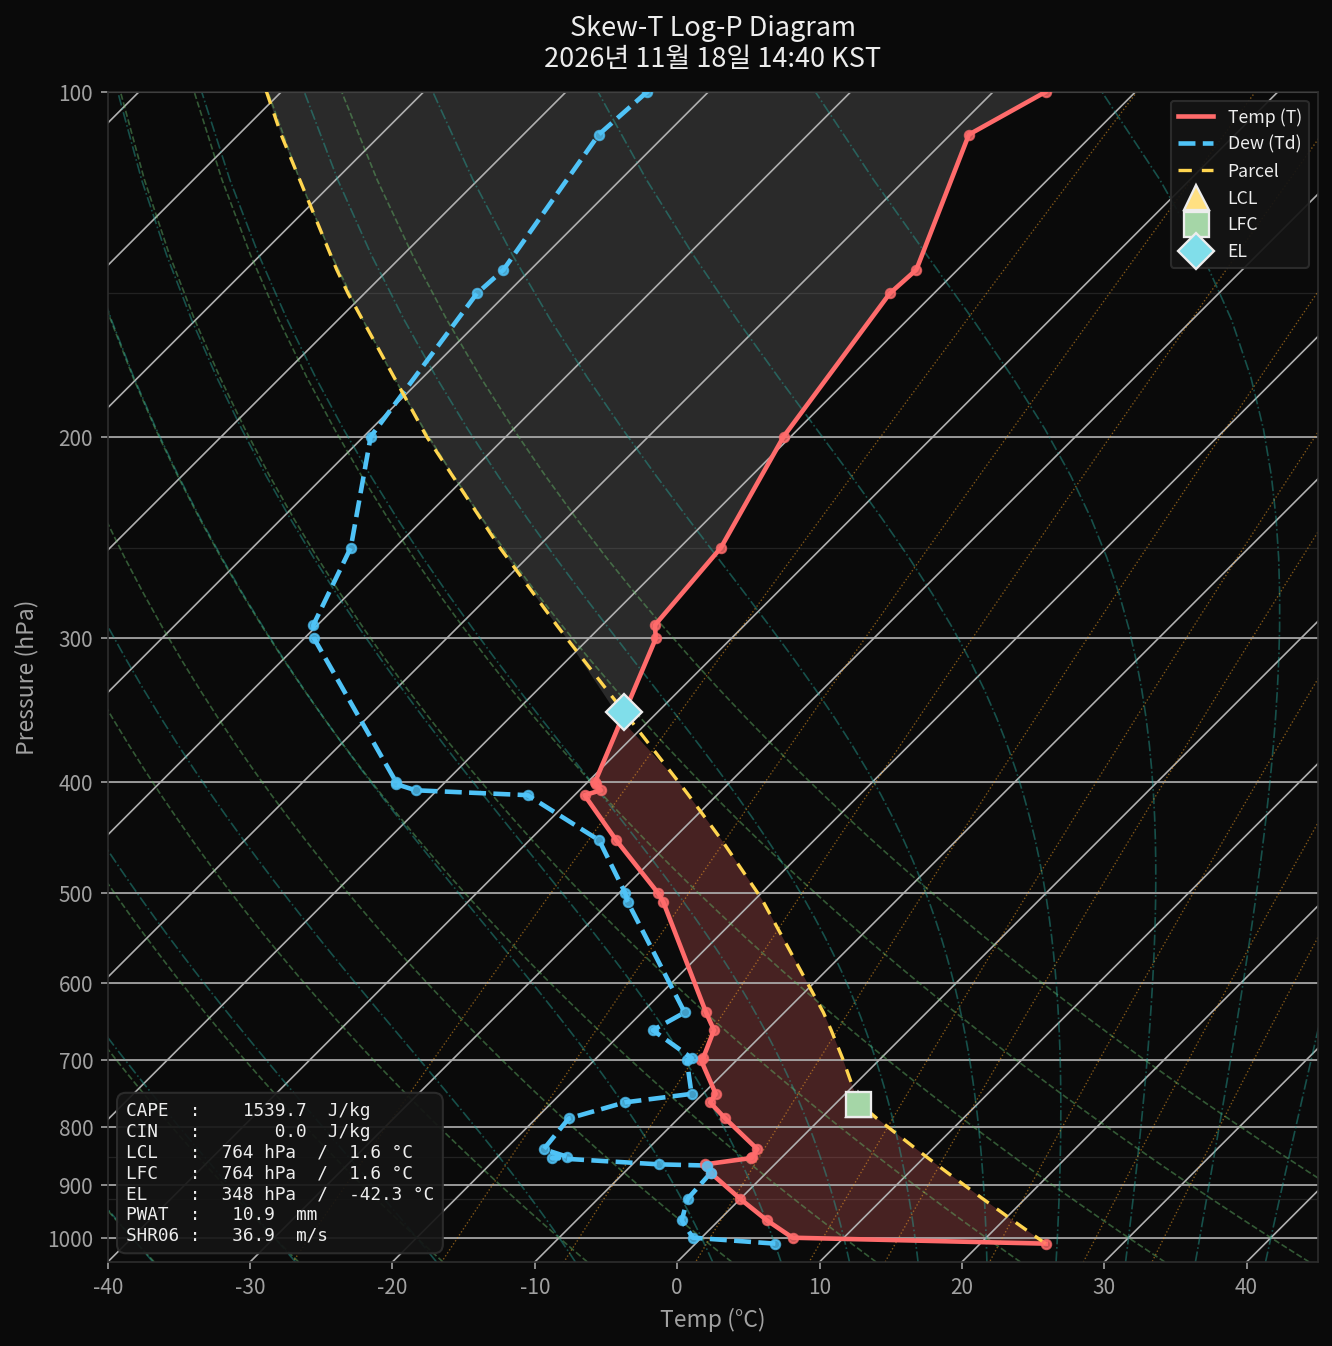 Skew-T Log-P Diagram
2026년 11월 18일 14:40 KST
Temp (T)
Dew (Td)
Parcel
LCL
LFC
EL
Pressure (hPa)
100
200
300
400
500
600
700
800
900
1000
CAPE : 1539.7 J/kg
CIN : 0.0 J/kg
LCL : 764 hPa / 1.6 °C
LFC : 764 hPa / 1.6 °C
EL : 348 hPa / -42.3 °C
PWAT : 10.9 mm
SHR06 : 36.9 m/s
-40 -30 -20 -10 0 10 20 30 40
Temp (°C)